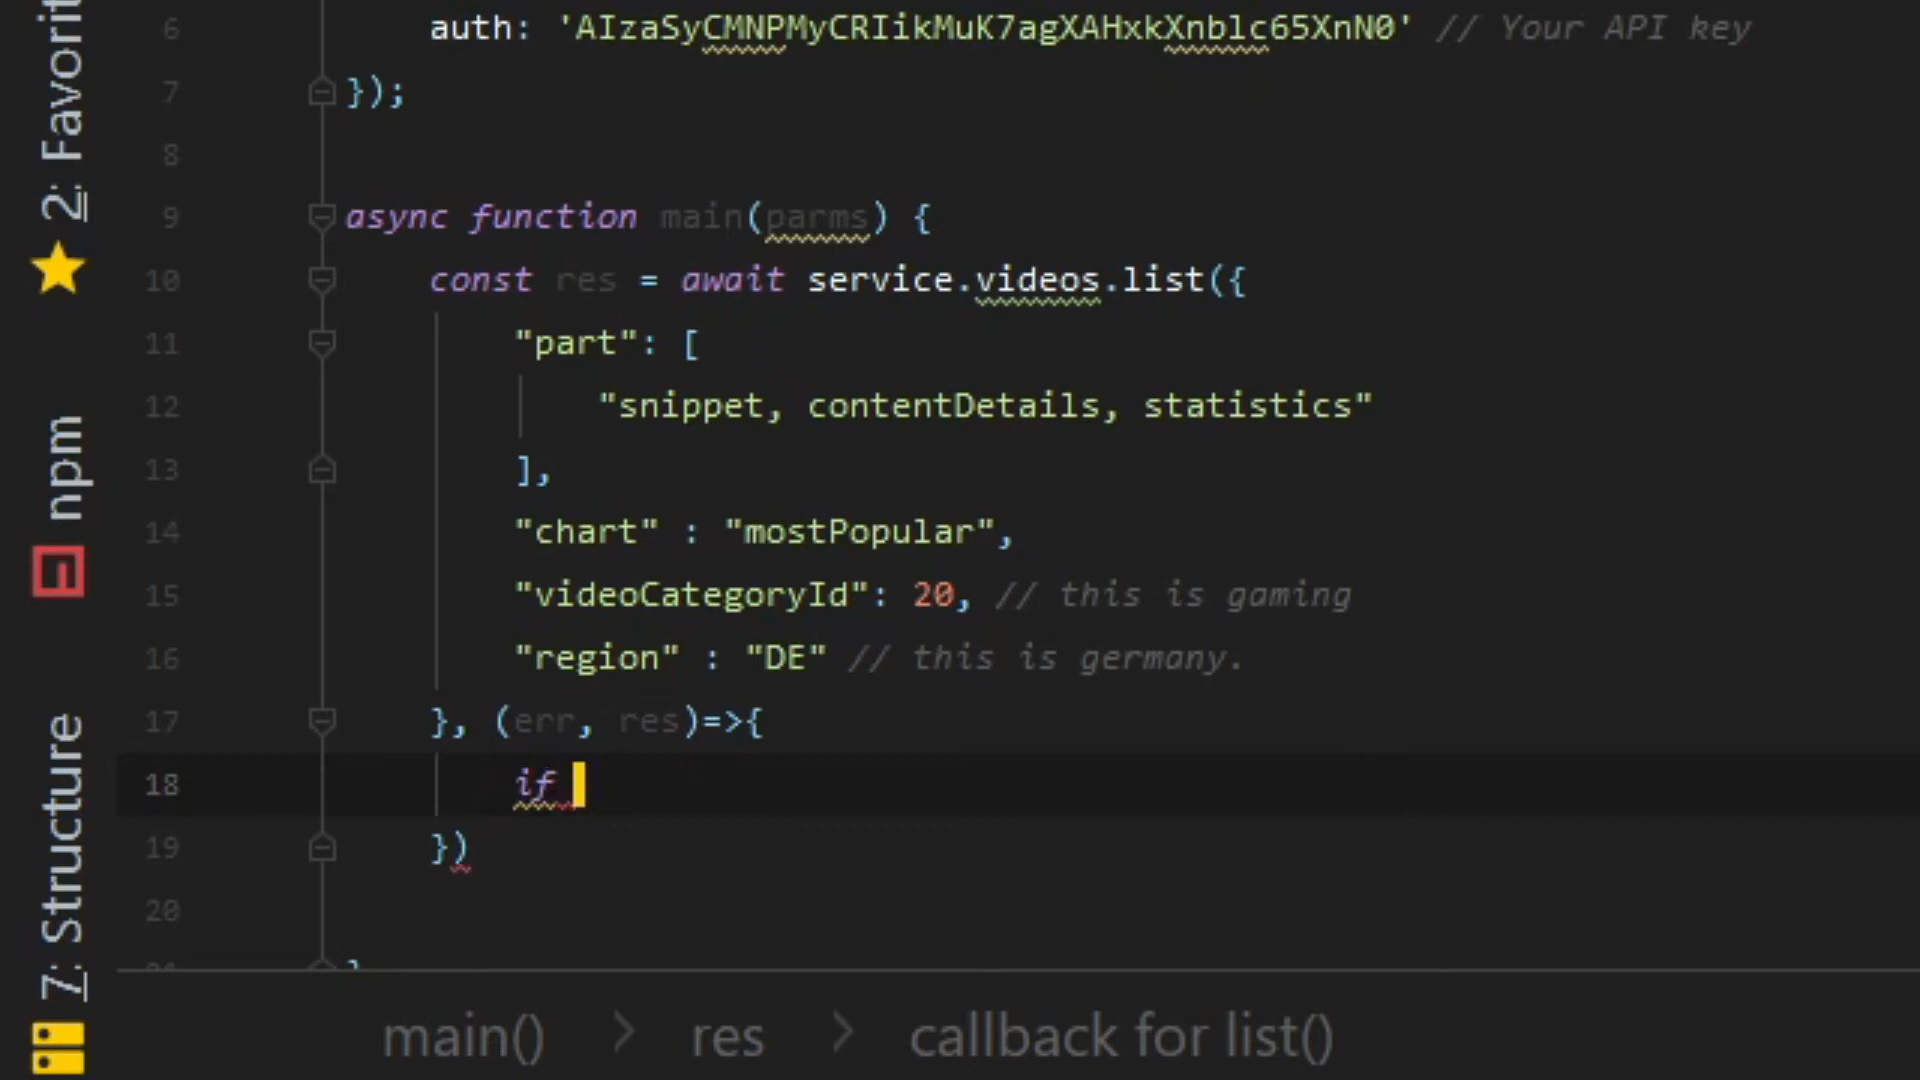 6 auth: 'AIzaSyCMNPMyCRIikMuK7agXAHxkXnblc65XnN0' // Your API key
7 });
8
9 async function main(parms) {
10 const res = await service.videos.list({
11 "part": [
12 "snippet, contentDetails, statistics"
13 ],
14 "chart" : "mostPopular",
15 "videoCategoryId": 20, // this is gaming
16 "region" : "DE" // this is germany.
17 }, (err, res)=>{
18 if
19 })
20
main() > res > callback for list()
2: Favorit
npm
7: Structure